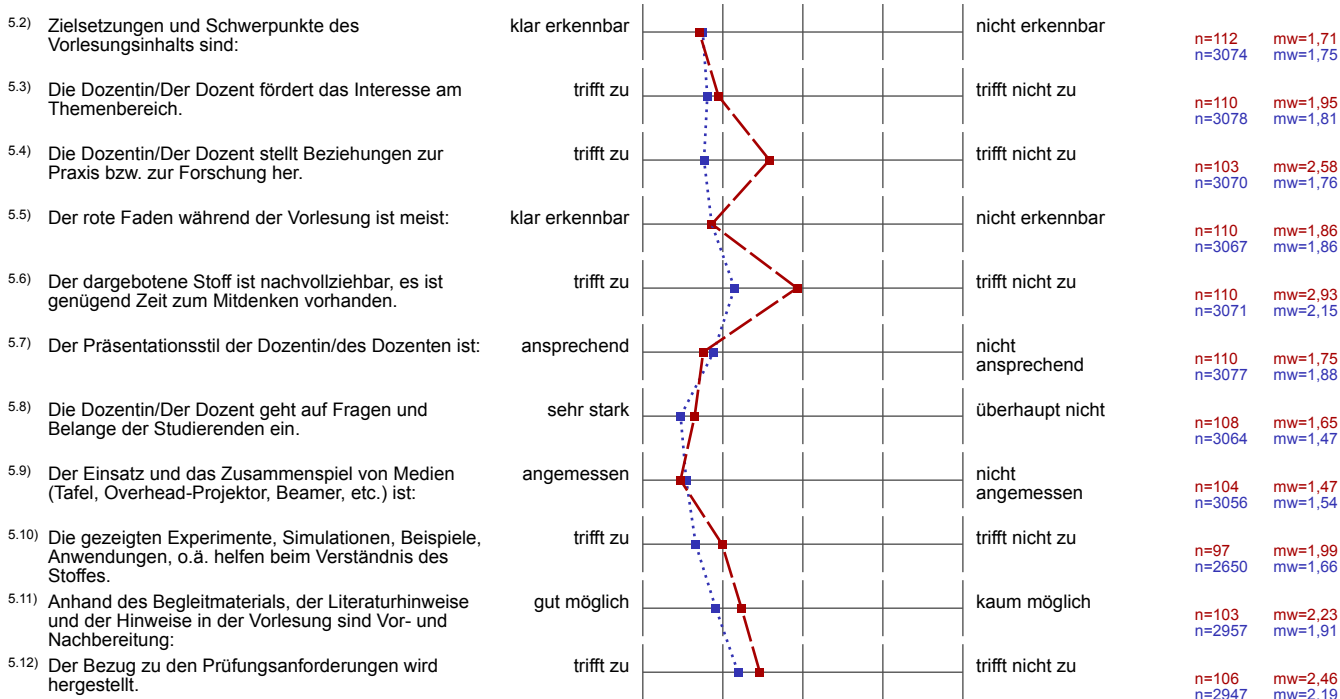 5.2) Zielsetzungen und Schwerpunkte des
Vorlesungsinhalts sind:
klar erkennbar
nicht erkennbar
n=112 mw=1,71
n=3074 mw=1,75
5.3) Die Dozentin/Der Dozent fördert das Interesse am
Themenbereich.
trifft zu
trifft nicht zu
n=110 mw=1,95
n=3078 mw=1,81
5.4) Die Dozentin/Der Dozent stellt Beziehungen zur
Praxis bzw. zur Forschung her.
trifft zu
trifft nicht zu
n=103 mw=2,58
n=3070 mw=1,76
5.5) Der rote Faden während der Vorlesung ist meist:
klar erkennbar
nicht erkennbar
n=110 mw=1,86
n=3067 mw=1,86
5.6) Der dargebotene Stoff ist nachvollziehbar, es ist
genügend Zeit zum Mitdenken vorhanden.
trifft zu
trifft nicht zu
n=110 mw=2,93
n=3071 mw=2,15
5.7) Der Präsentationsstil der Dozentin/des Dozenten ist:
ansprechend
nicht
ansprechend
n=110 mw=1,75
n=3077 mw=1,88
5.8) Die Dozentin/Der Dozent geht auf Fragen und
Belange der Studierenden ein.
sehr stark
überhaupt nicht
n=108 mw=1,65
n=3064 mw=1,47
5.9) Der Einsatz und das Zusammenspiel von Medien
(Tafel, Overhead-Projektor, Beamer, etc.) ist:
angemessen
nicht
angemessen
n=104 mw=1,47
n=3056 mw=1,54
5.10) Die gezeigten Experimente, Simulationen, Beispiele,
Anwendungen, o.ä. helfen beim Verständnis des
Stoffes.
trifft zu
trifft nicht zu
n=97 mw=1,99
n=2650 mw=1,66
5.11) Anhand des Begleitmaterials, der Literaturhinweise
und der Hinweise in der Vorlesung sind Vor- und
Nachbereitung:
gut möglich
kaum möglich
n=103 mw=2,23
n=2957 mw=1,91
5.12) Der Bezug zu den Prüfungsanforderungen wird
hergestellt.
trifft zu
trifft nicht zu
n=106 mw=2,46
n=2947 mw=2,19